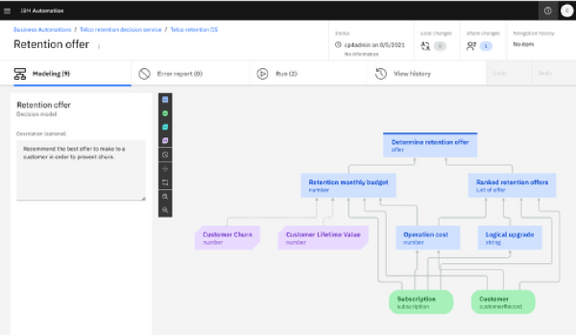 IBM Automation
Business Automations / Telco retention decision service / Telco retention DS
Retention offer
Status
cp4admin on 8/5/2021
No information
Local changes
0
Share changes
1
Navigation history
No item
Modeling (9)
Error report (0)
Run (2)
View history
Undo
Redo
Retention offer
Decision model
Description (optional)
Recommend the best offer to make to a
customer in order to prevent churn.
Determine retention offer
offer
Retention monthly budget
number
Ranked retention offers
List of offer
Customer Churn
number
Customer Lifetime Value
number
Operation cost
number
Logical upgrade
string
Subscription
subscription
Customer
customerRecord